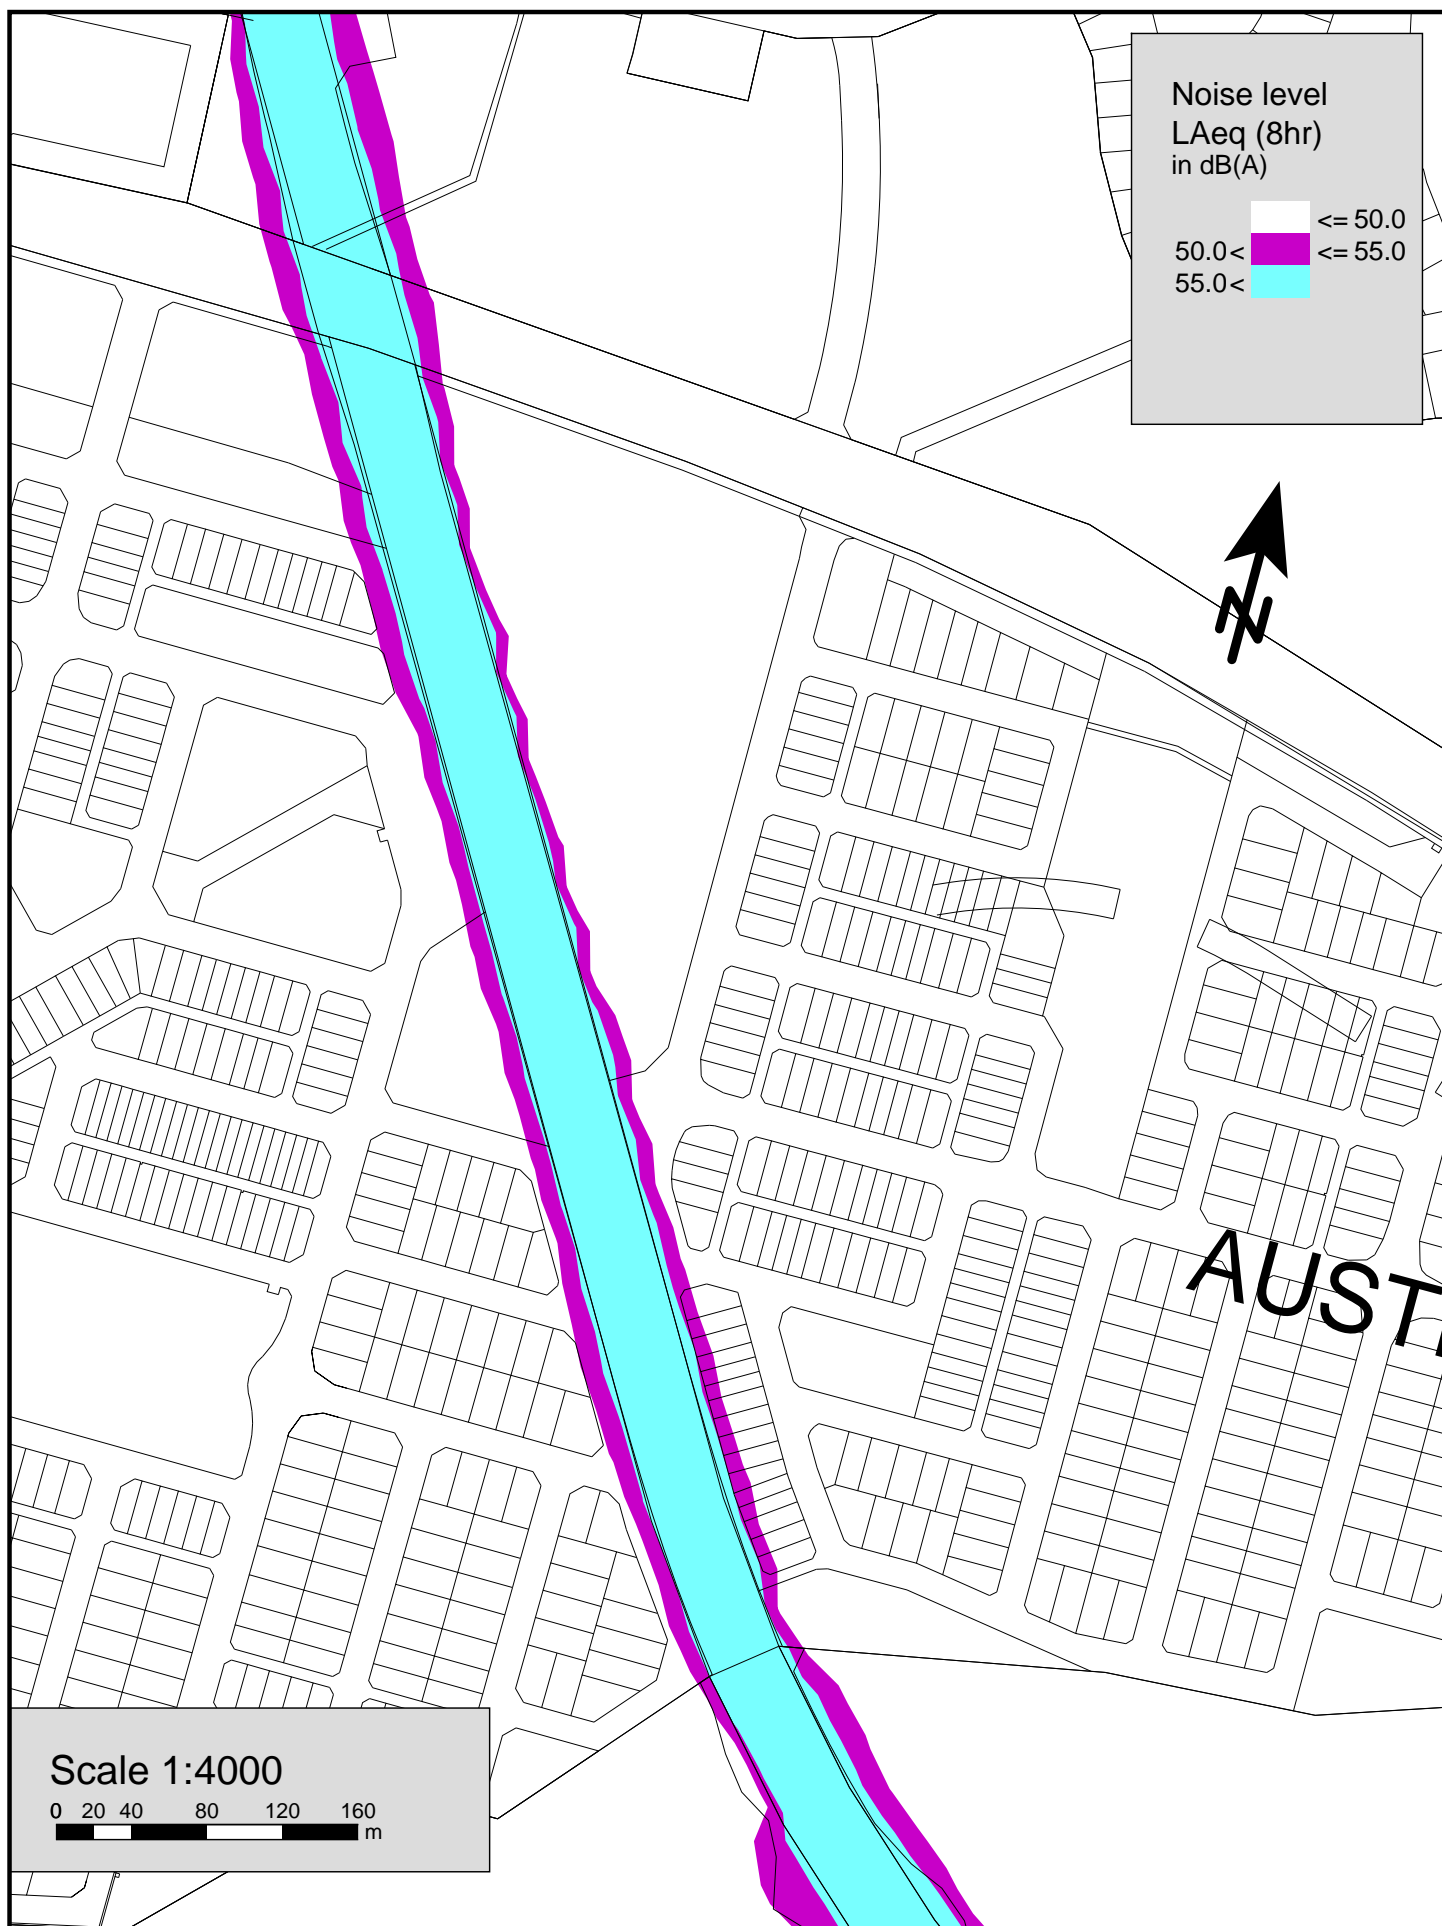 Noise level
LAeq (8hr)
in dB(A)
<= 50.0
50.0< <= 55.0
55.0<
N
AUST
Scale 1:4000
0 20 40 80 120 160
m